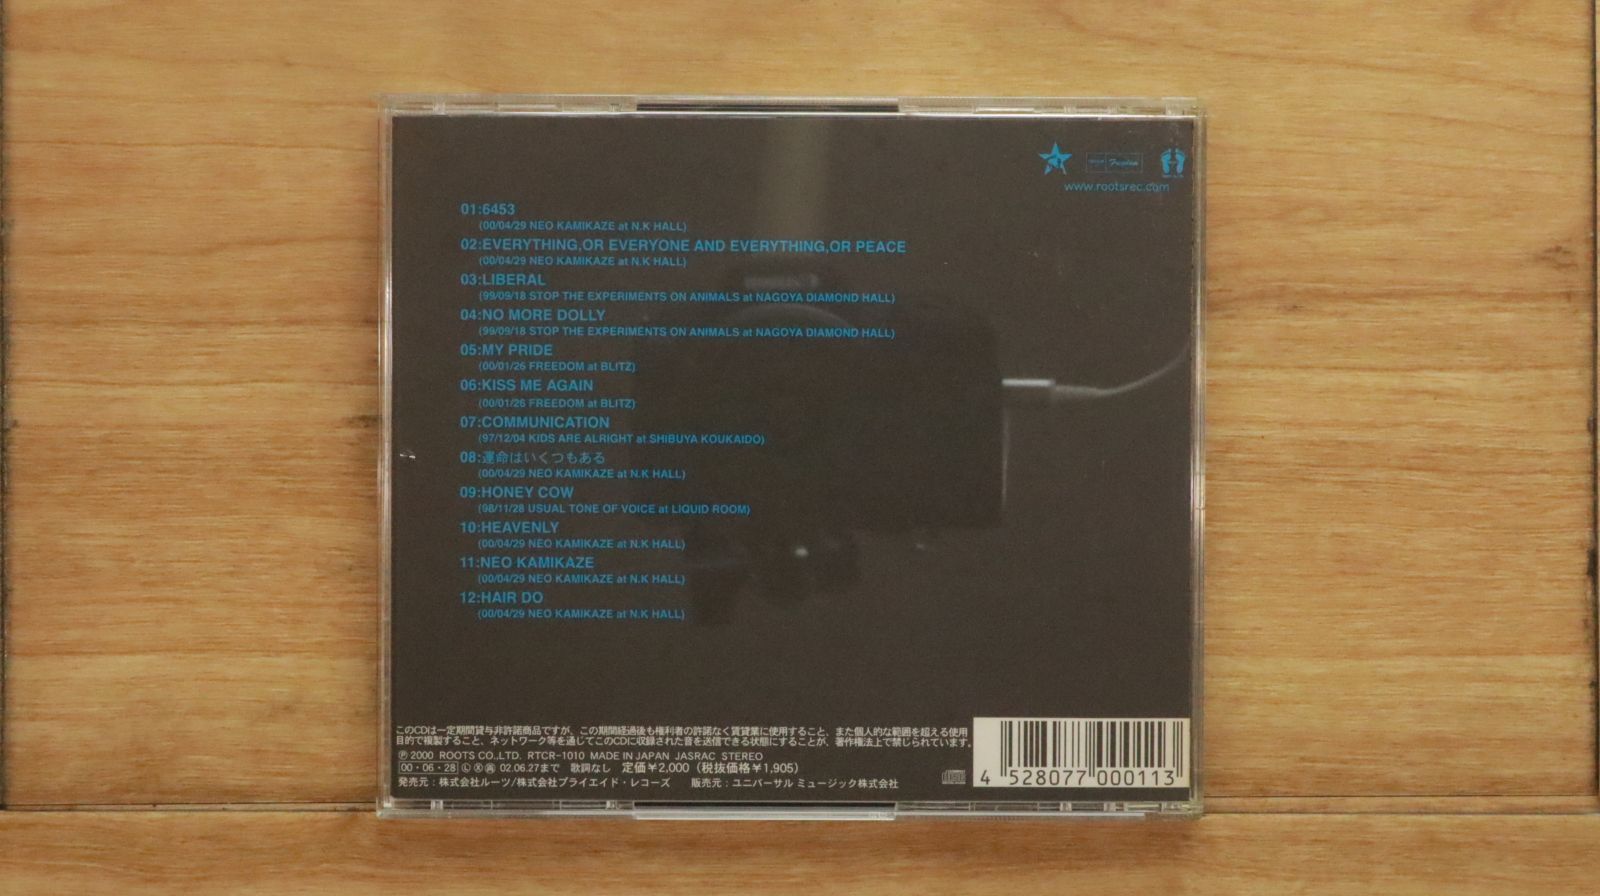 www.rootsrec.com
01:6453
(00/04/29 NEO KAMIKAZE at N.K HALL)
02:EVERYTHING,OR EVERYONE AND EVERYTHING,OR PEACE
(00/04/29 NEO KAMIKAZE at N.K HALL)
03:LIBERAL
(99/09/18 STOP THE EXPERIMENTS ON ANIMALS at NAGOYA DIAMOND HALL)
04:NO MORE DOLLY
(99/09/18 STOP THE EXPERIMENTS ON ANIMALS at NAGOYA DIAMOND HALL)
05:MY PRIDE
(00/01/26 FREEDOM at BLITZ)
06:KISS ME AGAIN
(00/01/26 FREEDOM at BLITZ)
07:COMMUNICATION
(97/12/04 KIDS ARE ALRIGHT at SHIBUYA KOUKAIDO)
08:運命はいくつもある
(00/04/29 NEO KAMIKAZE at N.K HALL)
09:HONEY COW
(98/11/28 USUAL TONE OF VOICE at LIQUID ROOM)
10:HEAVENLY
(00/04/29 NEO KAMIKAZE at N.K HALL)
11:NEO KAMIKAZE
(00/04/29 NEO KAMIKAZE at N.K HALL)
12:HAIR DO
(00/04/29 NEO KAMIKAZE at N.K HALL)
このCDは一定期間貸与非許諾商品ですが、この期間経過後も権利者の許諾なく賃貸業に使用すること、また個人的な範囲を超える使用
目的で複製すること、ネットワーク等を通じてこのCDに収録された音を送信できる状態にすることが、著作権法上で禁じられています。
Ⓟ2000 ROOTS CO.,LTD. RTCR-1010 MADE IN JAPAN JASRAC STEREO
00・06・28 Ⓛ Ⓧ 02.06.27まで 歌詞なし 定価¥2,000(税抜価格¥1,905)
発売元:株式会社ルーツ/株式会社プライエイド・レコーズ 販売元:ユニバーサル ミュージック株式会社
4 528077 000113